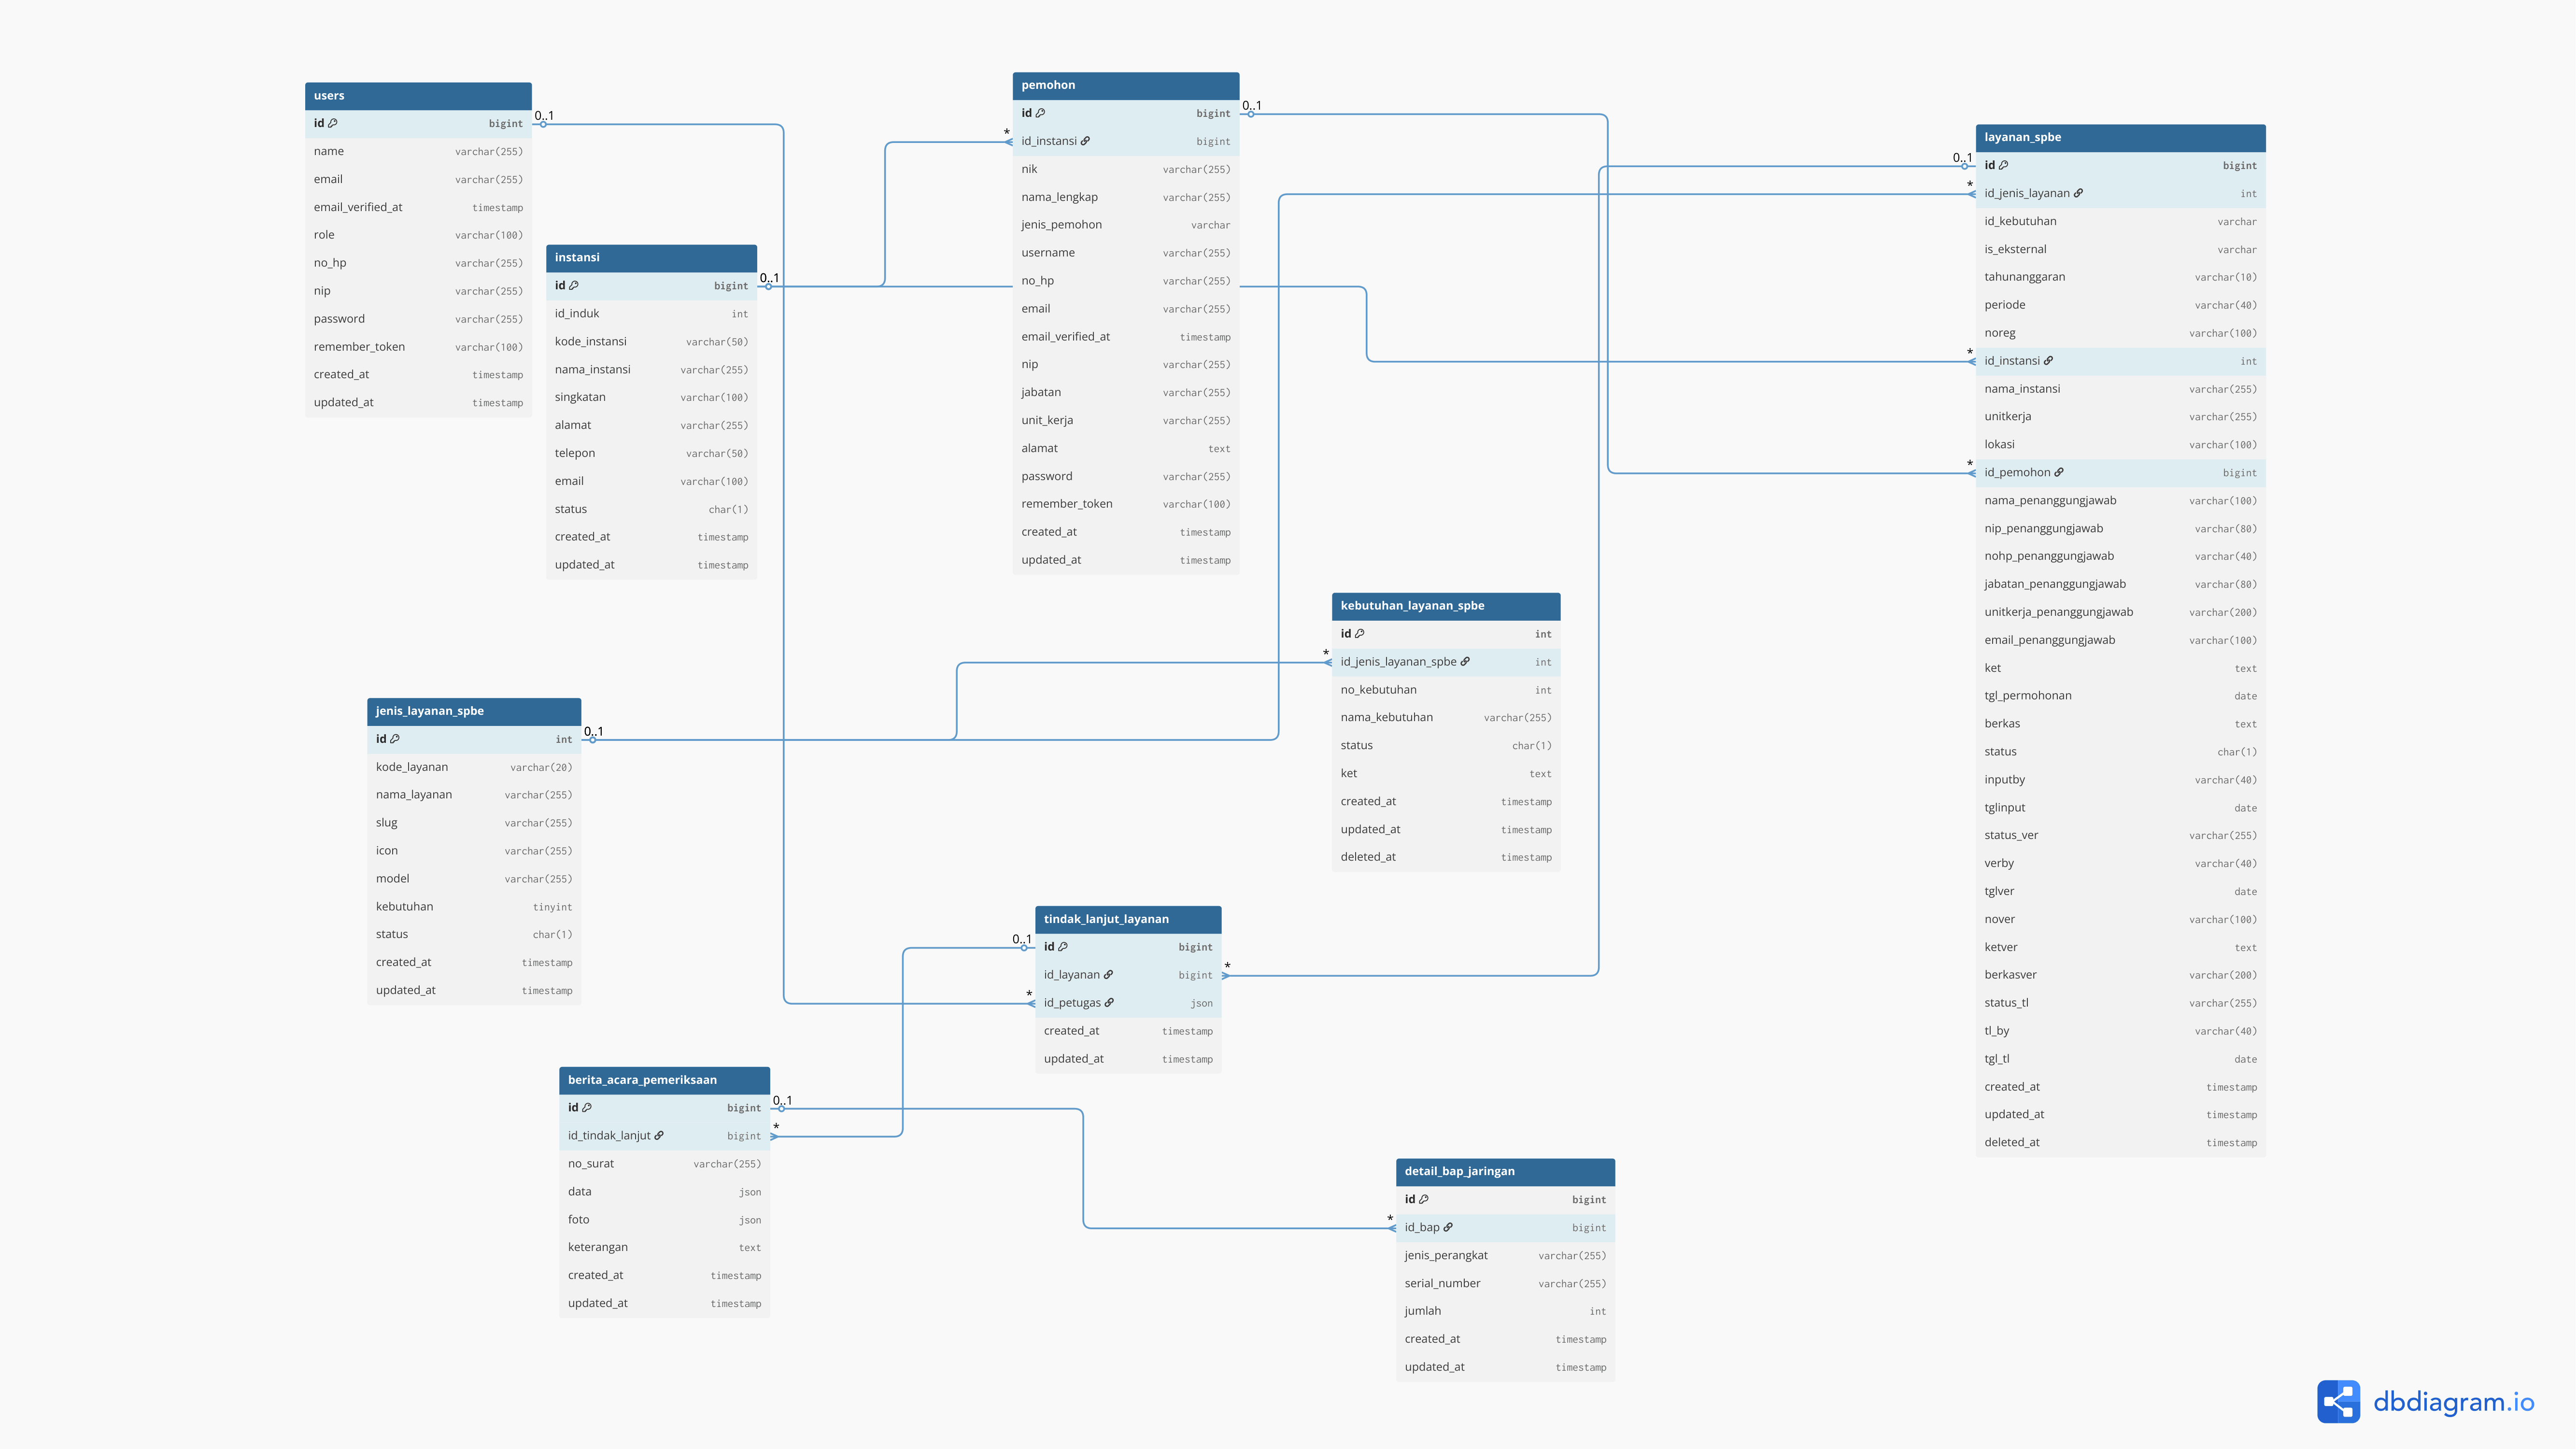 users
0..1
id bigint
name varchar(255)
email varchar(255)
email_verified_at timestamp
role varchar(100)
no_hp varchar(255)
nip varchar(255)
password varchar(255)
remember_token varchar(100)
created_at timestamp
updated_at timestamp
instansi
0..1
id bigint
id_induk int
kode_instansi varchar(50)
nama_instansi varchar(255)
singkatan varchar(100)
alamat varchar(255)
telepon varchar(50)
email varchar(100)
status char(1)
created_at timestamp
updated_at timestamp
pemohon
0..1
id bigint
*
id_instansi bigint
nik varchar(255)
nama_lengkap varchar(255)
jenis_pemohon varchar
username varchar(255)
no_hp varchar(255)
email varchar(255)
email_verified_at timestamp
nip varchar(255)
jabatan varchar(255)
unit_kerja varchar(255)
alamat text
password varchar(255)
remember_token varchar(100)
created_at timestamp
updated_at timestamp
layanan_spbe
0..1
id bigint
*
id_jenis_layanan int
id_kebutuhan varchar
is_eksternal varchar
tahunanggaran varchar(10)
periode varchar(40)
noreg varchar(100)
*
id_instansi int
nama_instansi varchar(255)
unitkerja varchar(255)
lokasi varchar(100)
*
id_pemohon bigint
nama_penanggungjawab varchar(100)
nip_penanggungjawab varchar(80)
nohp_penanggungjawab varchar(40)
jabatan_penanggungjawab varchar(80)
unitkerja_penanggungjawab varchar(200)
email_penanggungjawab varchar(100)
ket text
tgl_permohonan date
berkas text
status char(1)
inputby varchar(40)
tglinput date
status_ver varchar(255)
verby varchar(40)
tglver date
nover varchar(100)
ketver text
berkasver varchar(200)
status_tl varchar(255)
tl_by varchar(40)
tgl_tl date
created_at timestamp
updated_at timestamp
deleted_at timestamp
kebutuhan_layanan_spbe
id int
*
id_jenis_layanan_spbe int
no_kebutuhan int
nama_kebutuhan varchar(255)
status char(1)
ket text
created_at timestamp
updated_at timestamp
deleted_at timestamp
jenis_layanan_spbe
0..1
id int
kode_layanan varchar(20)
nama_layanan varchar(255)
slug varchar(255)
icon varchar(255)
model varchar(255)
kebutuhan tinyint
status char(1)
created_at timestamp
updated_at timestamp
tindak_lanjut_layanan
0..1
id bigint
*
id_layanan bigint
*
id_petugas json
created_at timestamp
updated_at timestamp
berita_acara_pemeriksaan
0..1
id bigint
*
id_tindak_lanjut bigint
no_surat varchar(255)
data json
foto json
keterangan text
created_at timestamp
updated_at timestamp
detail_bap_jaringan
id bigint
*
id_bap bigint
jenis_perangkat varchar(255)
serial_number varchar(255)
jumlah int
created_at timestamp
updated_at timestamp
dbdiagram.io